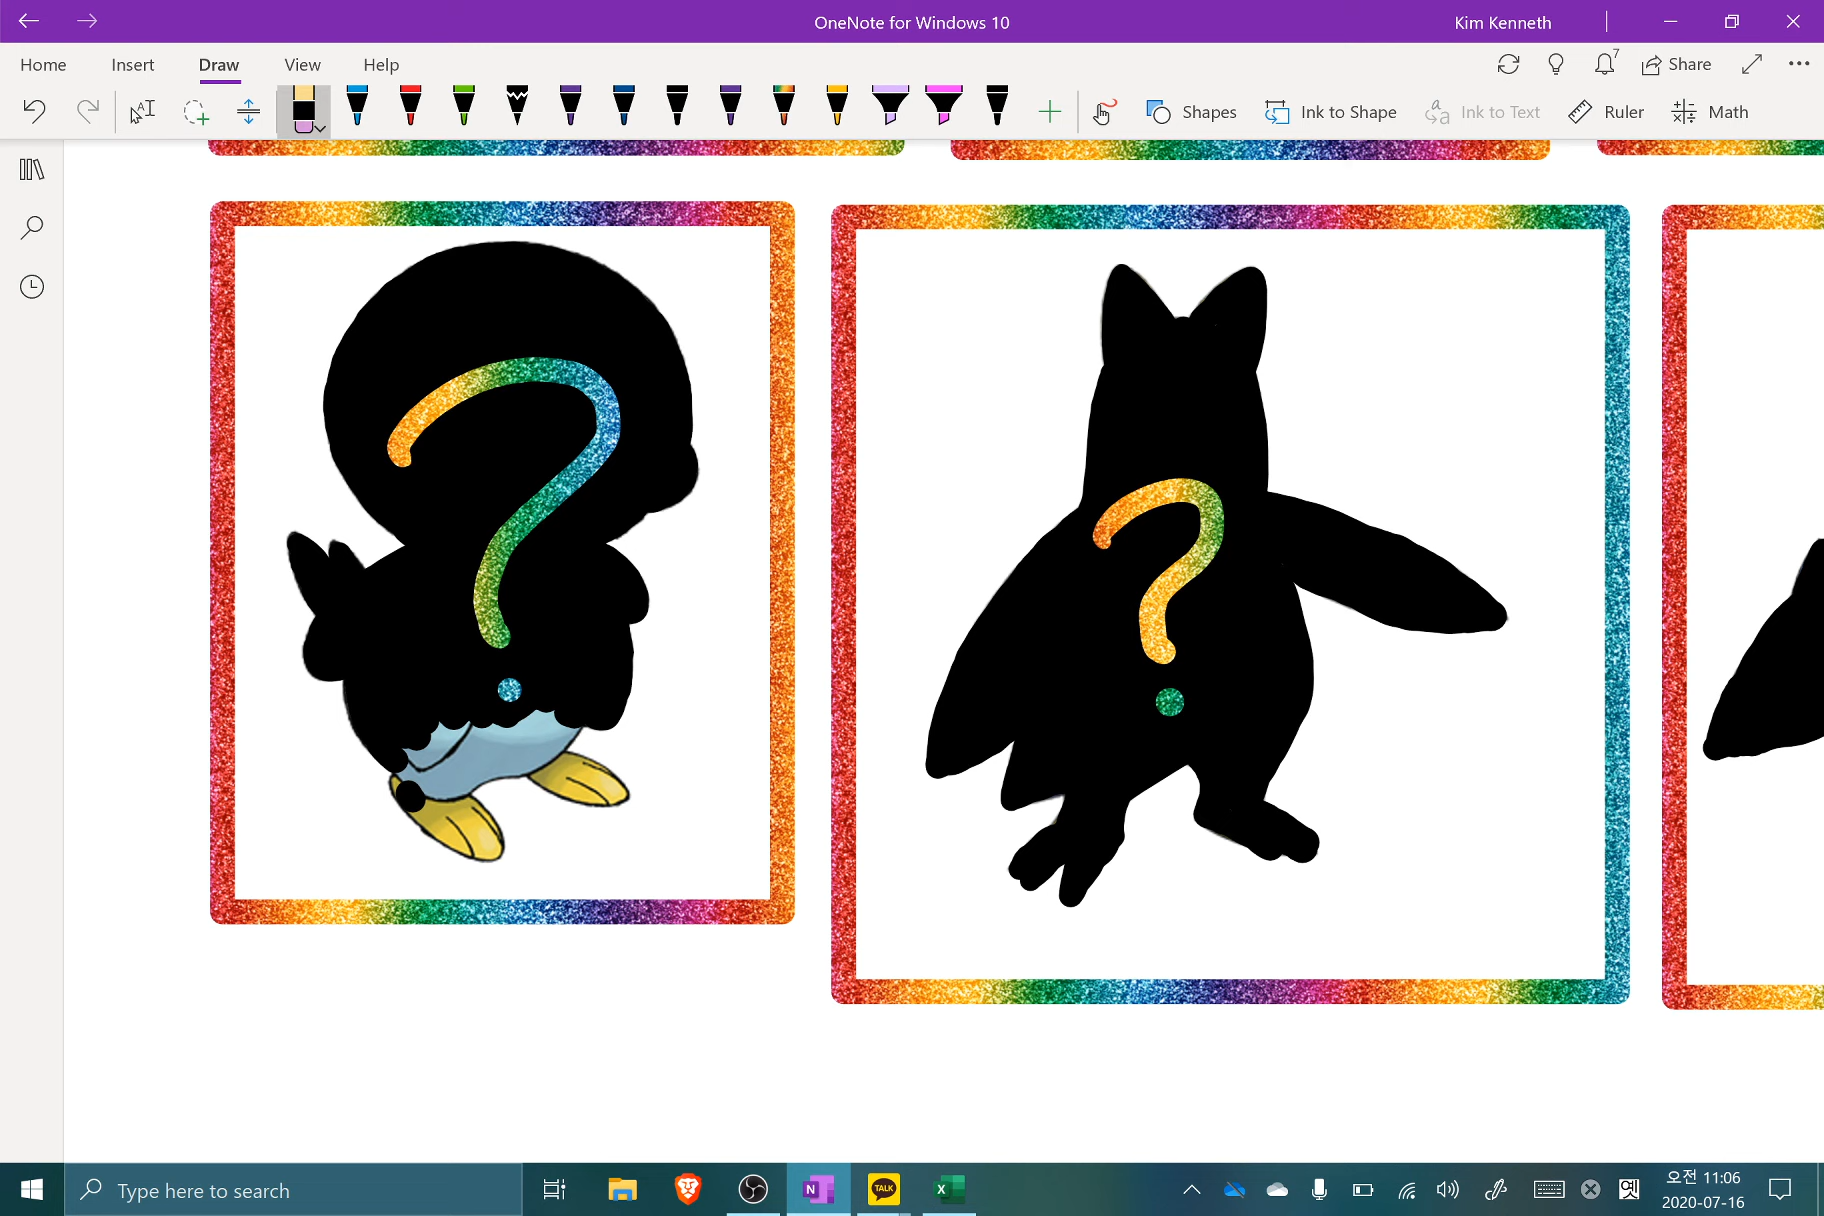 OneNote for Windows 10
Kim Kenneth
Home Insert Draw View Help
7
Share
Shapes
Ink to Shape
Ink to Text
Ruler
Math
?
?
Type here to search
N
TALK
X
오전 11:06
2020-07-16